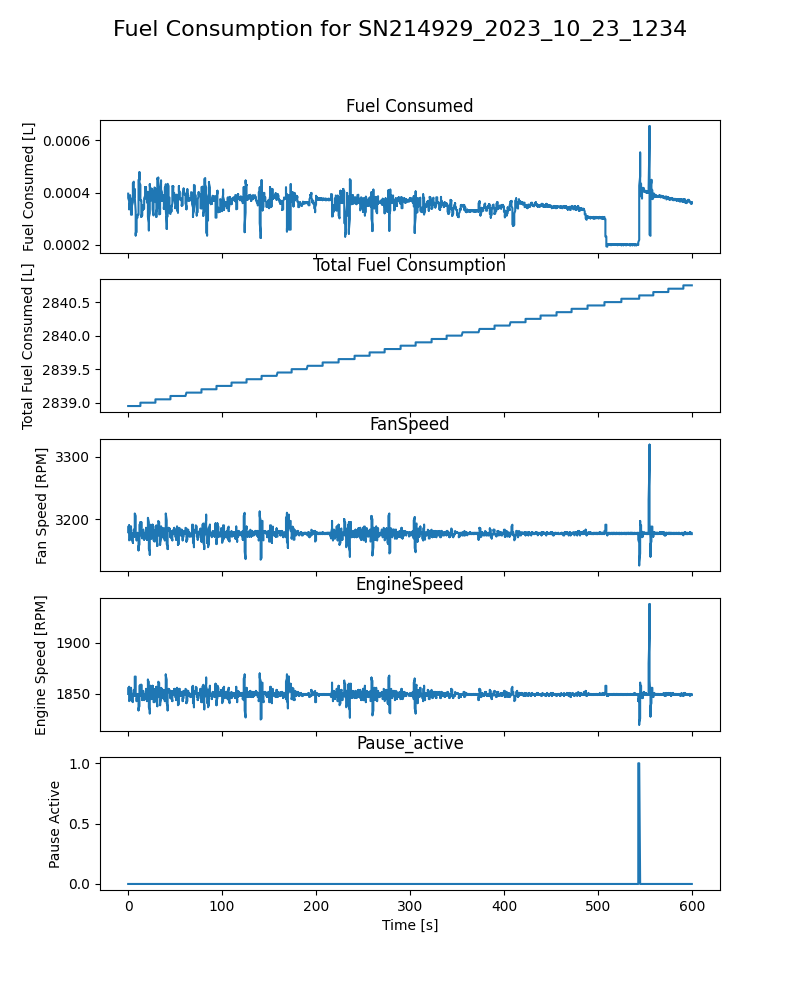 Fuel Consumption for SN214929_2023_10_23_1234
Fuel Consumed
Fuel Consumed [L]
0.0006
0.0004
0.0002
Total Fuel Consumption
Total Fuel Consumed [L]
2840.5
2840.0
2839.5
2839.0
FanSpeed
Fan Speed [RPM]
3300
3200
EngineSpeed
Engine Speed [RPM]
1900
1850
Pause_active
Pause Active
1.0
0.5
0.0
0 100 200 300 400 500 600
Time [s]